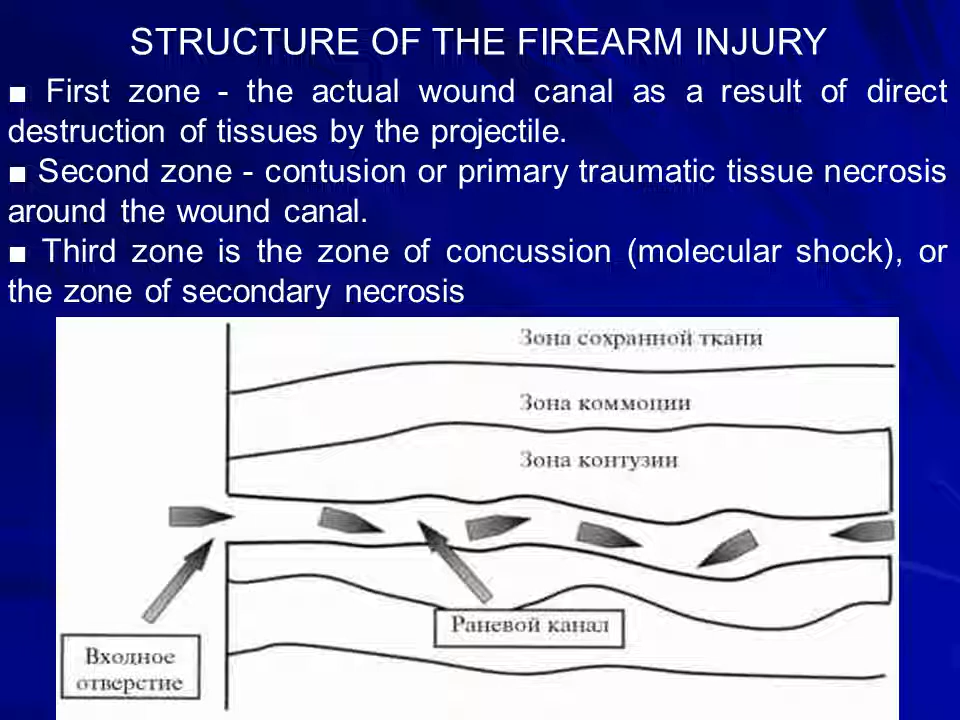 STRUCTURE OF THE FIREARM INJURY
■ First zone - the actual wound canal as a result of direct
destruction of tissues by the projectile.
■ Second zone - contusion or primary traumatic tissue necrosis
around the wound canal.
■ Third zone is the zone of concussion (molecular shock), or
the zone of secondary necrosis
Зона сохранной ткани
Зона коммоции
Зона контузии
Раневой канал
Входное
отверстие